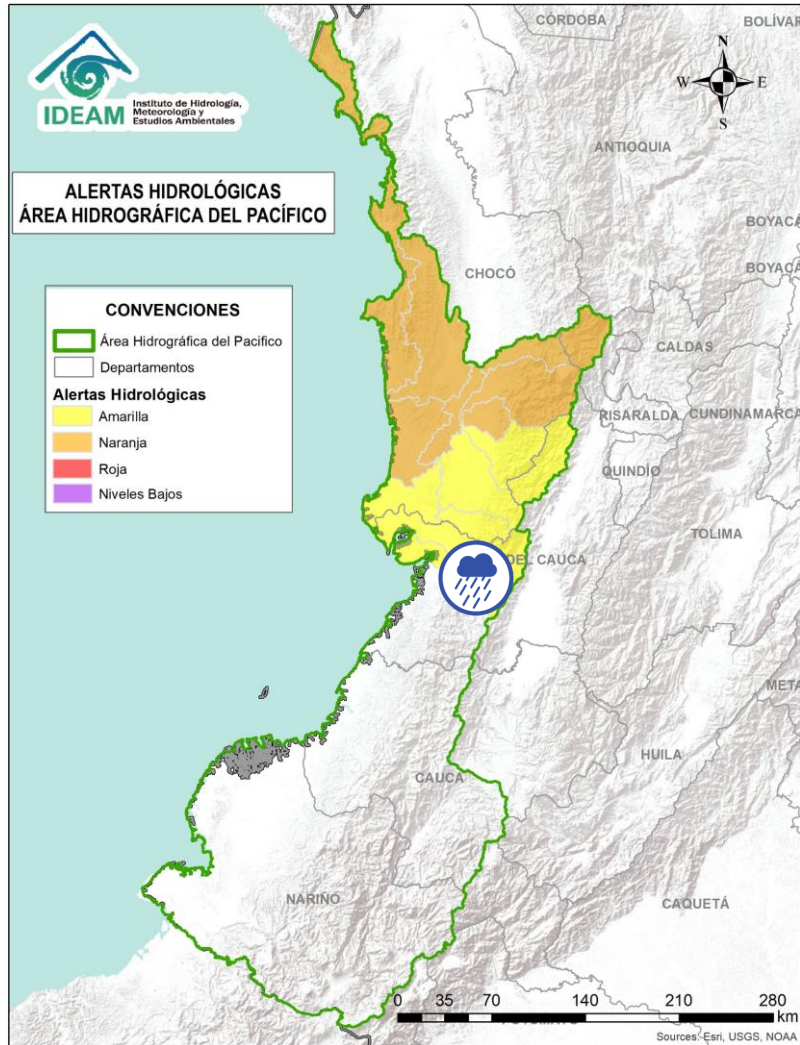 IDEAM
Instituto de Hidrología,
Meteorología y
Estudios Ambientales
ALERTAS HIDROLÓGICAS
ÁREA HIDROGRÁFICA DEL PACÍFICO
CONVENCIONES
Área Hidrográfica del Pacifico
Departamentos
Alertas Hidrológicas
Amarilla
Naranja
Roja
Niveles Bajos
CÓRDOBA
BOLÍVAR
N
W
E
S
ANTIOQUIA
BOYACÁ
CHOCÓ
BOYACÁ
CALDAS
RISARALDA
CUNDINAMARCA
QUINDÍO
TOLIMA
DEL CAUCA
META
HUILA
CAUCA
NARIÑO
CAQUETÁ
0 35 70 140 210 280
km
Sources: Esri, USGS, NOAA